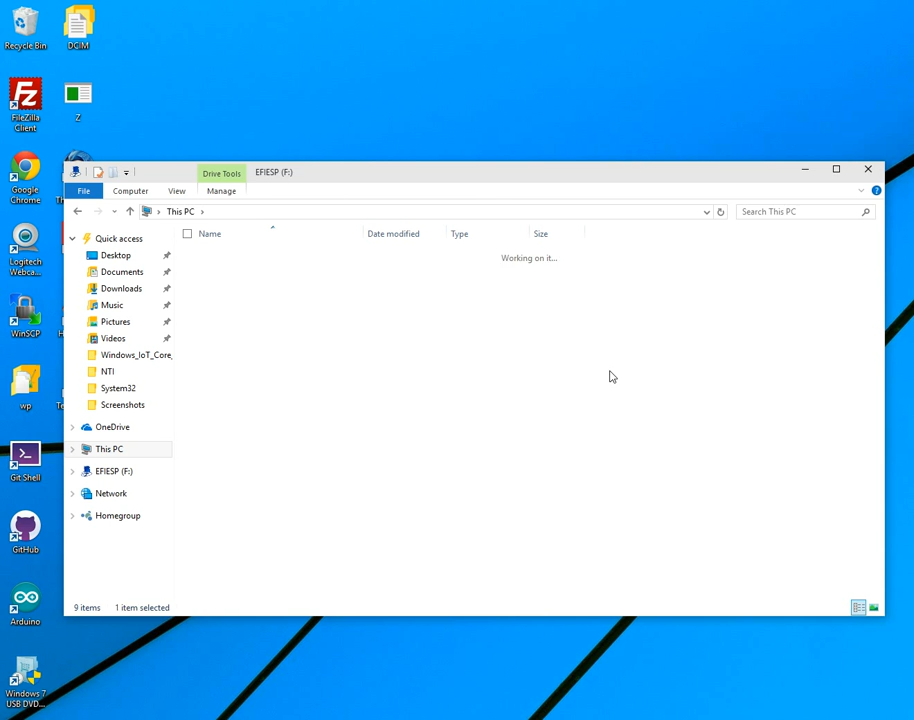 Recycle Bin
DCIM
FileZilla
Client
Z
Google
Chrome
Logitech
Webca...
WinSCP
wp
Git Shell
GitHub
Arduino
Windows 7
USB DVD...
Drive Tools
EFIESP (F:)
File
Computer
View
Manage
This PC
Search This PC
Name
Date modified
Type
Size
Working on it...
Quick access
Desktop
Documents
Downloads
Music
Pictures
Videos
Windows_IoT_Core_
NTI
System32
Screenshots
OneDrive
This PC
EFIESP (F:)
Network
Homegroup
9 items
1 item selected